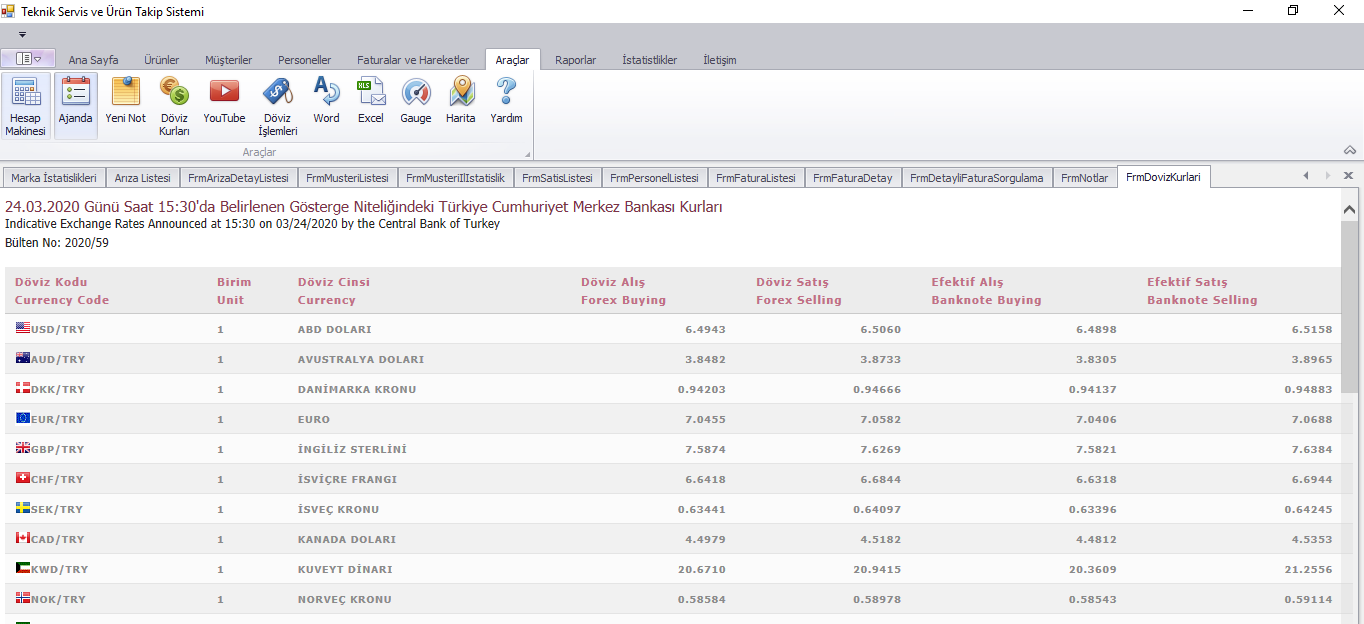 Teknik Servis ve Ürün Takip Sistemi
Ana Sayfa Ürünler Müşteriler Personeller Faturalar ve Hareketler Araçlar Raporlar İstatistikler İletişim
Hesap Makinesi Ajanda Yeni Not Döviz Kurları YouTube Döviz İşlemleri Word XLS Excel Gauge Harita Yardım
Araçlar
Marka İstatislikleri Arıza Listesi FrmArizaDetayListesi FrmMusteriListesi FrmMusteriIlIstatislik FrmSatisListesi FrmPersonelListesi FrmFaturaListesi FrmFaturaDetay FrmDetayliFaturaSorgulama FrmNotlar FrmDovizKurlari
24.03.2020 Günü Saat 15:30'da Belirlenen Gösterge Niteliğindeki Türkiye Cumhuriyet Merkez Bankası Kurları
Indicative Exchange Rates Announced at 15:30 on 03/24/2020 by the Central Bank of Turkey
Bülten No: 2020/59
Döviz Kodu Birim Döviz Cinsi Döviz Alış Döviz Satış Efektif Alış Efektif Satış
Currency Code Unit Currency Forex Buying Forex Selling Banknote Buying Banknote Selling
USD/TRY 1 ABD DOLARI 6.4943 6.5060 6.4898 6.5158
AUD/TRY 1 AVUSTRALYA DOLARI 3.8482 3.8733 3.8305 3.8965
DKK/TRY 1 DANİMARKA KRONU 0.94203 0.94666 0.94137 0.94883
EUR/TRY 1 EURO 7.0455 7.0582 7.0406 7.0688
GBP/TRY 1 İNGİLİZ STERLİNİ 7.5874 7.6269 7.5821 7.6384
CHF/TRY 1 İSVİÇRE FRANGI 6.6418 6.6844 6.6318 6.6944
SEK/TRY 1 İSVEÇ KRONU 0.63441 0.64097 0.63396 0.64245
CAD/TRY 1 KANADA DOLARI 4.4979 4.5182 4.4812 4.5353
KWD/TRY 1 KUVEYT DİNARI 20.6710 20.9415 20.3609 21.2556
NOK/TRY 1 NORVEÇ KRONU 0.58584 0.58978 0.58543 0.59114